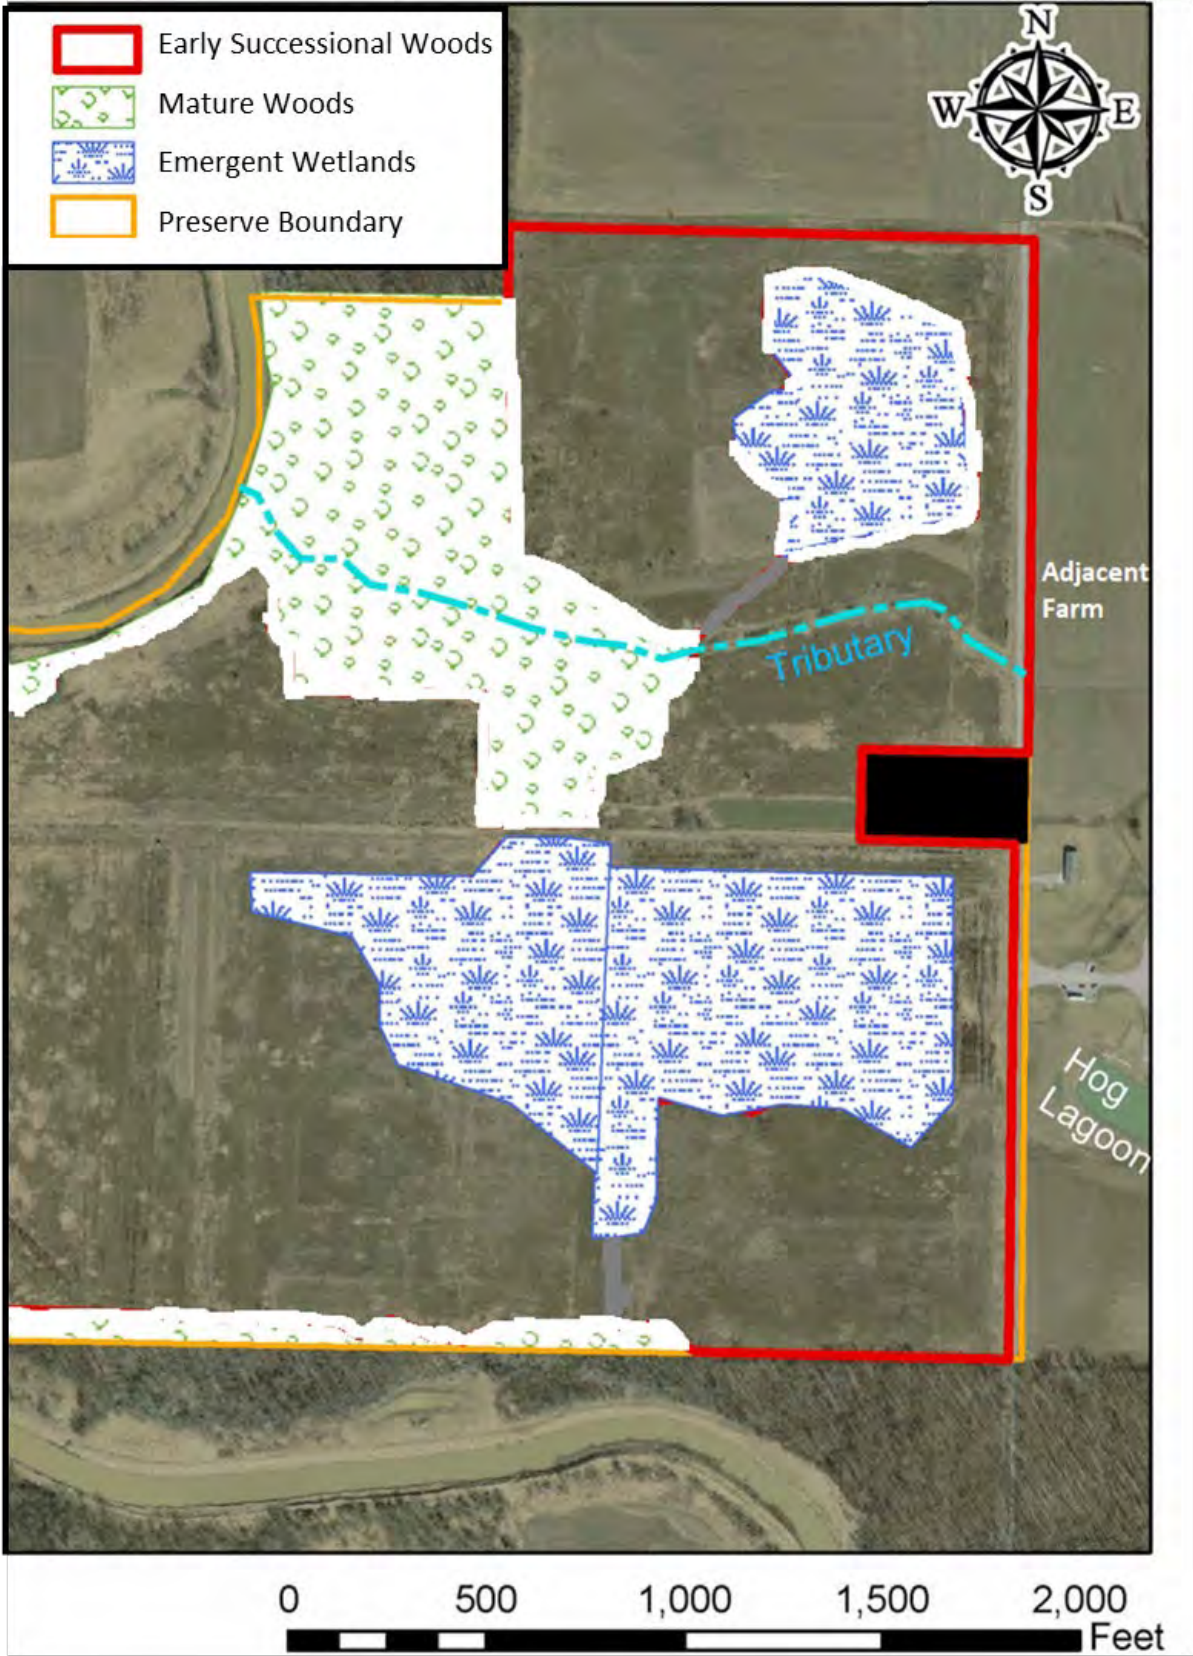 Early Successional Woods
Mature Woods
Emergent Wetlands
Preserve Boundary
N
W E
S
Adjacent
Farm
Tributary
Hog
Lagoon
0 500 1,000 1,500 2,000
Feet